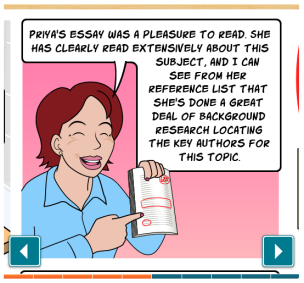 PRIYA'S ESSAY WAS A PLEASURE TO READ. SHE
HAS CLEARLY READ EXTENSIVELY ABOUT THIS
SUBJECT, AND I CAN
SEE FROM HER
REFERENCE LIST THAT
SHE'S DONE A GREAT
DEAL OF BACKGROUND
RESEARCH LOCATING
THE KEY AUTHORS FOR
THIS TOPIC.